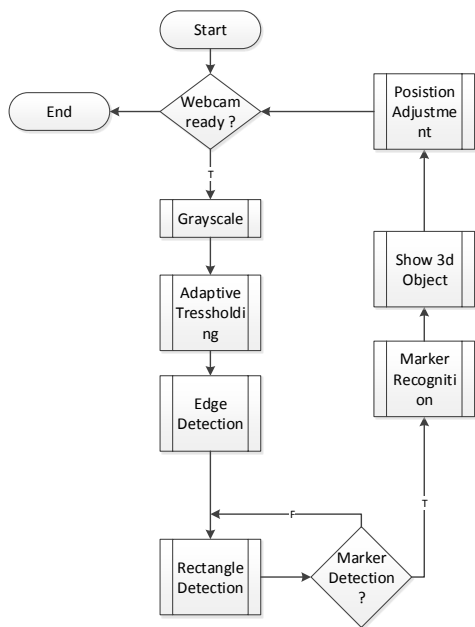 Start
Webcam
ready ?
End
T
Grayscale
Adaptive
Tressholdi
ng
Edge
Detection
Rectangle
Detection
F
Marker
Detection
?
T
Marker
Recogniti
on
Show 3d
Object
Posistion
Adjustme
nt